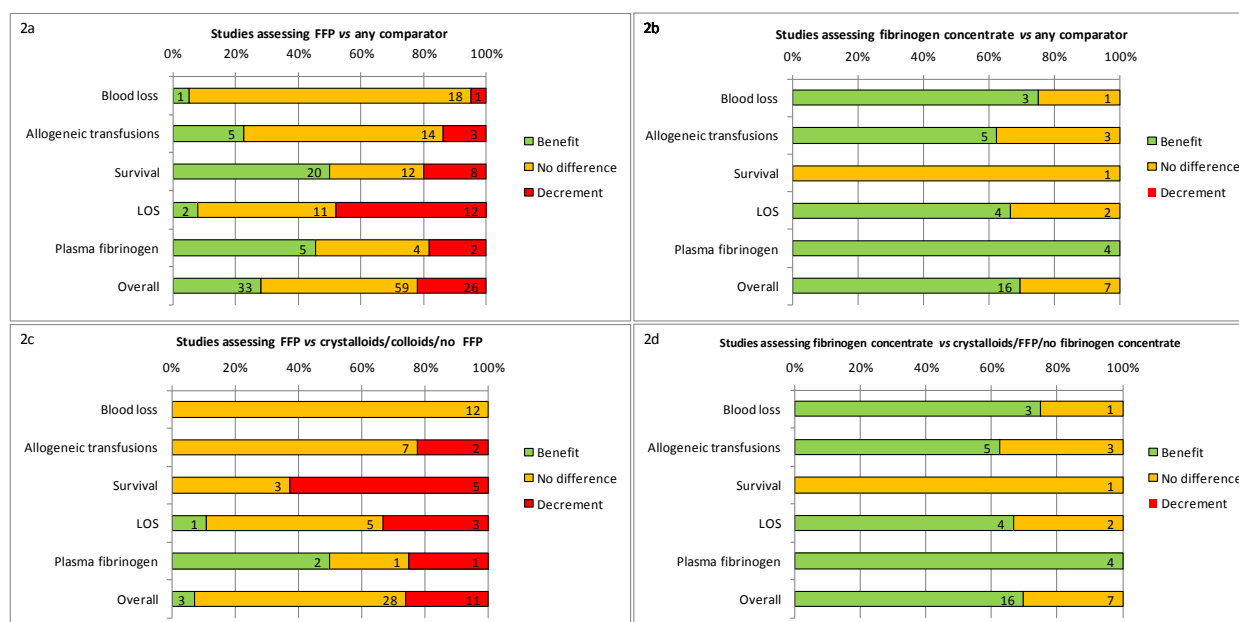 2a
Studies assessing FFP vs any comparator
0% 20% 40% 60% 80% 100%
Blood loss 1 18 1
Allogeneic transfusions 5 14 3
Survival 20 12 8
LOS 2 11 12
Plasma fibrinogen 5 4 2
Overall 33 59 26
Benefit
No difference
Decrement
2b
Studies assessing fibrinogen concentrate vs any comparator
0% 20% 40% 60% 80% 100%
Blood loss 3 1
Allogeneic transfusions 5 3
Survival 1
LOS 4 2
Plasma fibrinogen 4
Overall 16 7
Benefit
No difference
Decrement
2c
Studies assessing FFP vs crystalloids/colloids/no FFP
0% 20% 40% 60% 80% 100%
Blood loss 12
Allogeneic transfusions 7 2
Survival 3 5
LOS 1 5 3
Plasma fibrinogen 2 1 1
Overall 3 28 11
Benefit
No difference
Decrement
2d
Studies assessing fibrinogen concentrate vs crystalloids/FFP/no fibrinogen concentrate
0% 20% 40% 60% 80% 100%
Blood loss 3 1
Allogeneic transfusions 5 3
Survival 1
LOS 4 2
Plasma fibrinogen 4
Overall 16 7
Benefit
No difference
Decrement